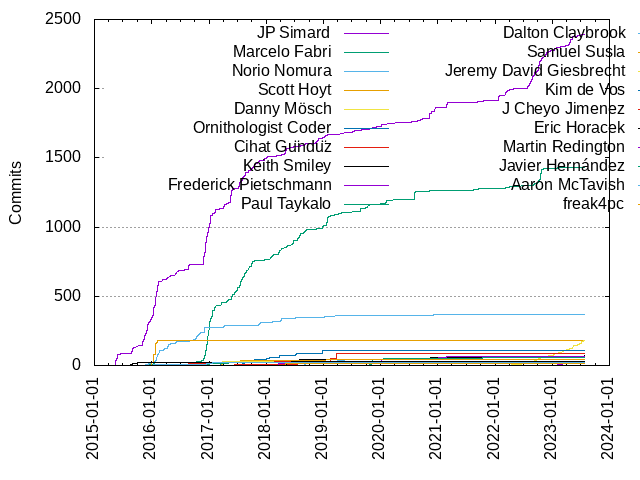 2500
2000
1500
1000
500
0
Commits
JP Simard
Marcelo Fabri
Norio Nomura
Scott Hoyt
Danny Mösch
Ornithologist Coder
Cihat Gündüz
Keith Smiley
Frederick Pietschmann
Paul Taykalo
Dalton Claybrook
Samuel Susla
Jeremy David Giesbrecht
Kim de Vos
J Cheyo Jimenez
Eric Horacek
Martin Redington
Javier Hernández
Aaron McTavish
freak4pc
2015-01-01
2016-01-01
2017-01-01
2018-01-01
2019-01-01
2020-01-01
2021-01-01
2022-01-01
2023-01-01
2024-01-01